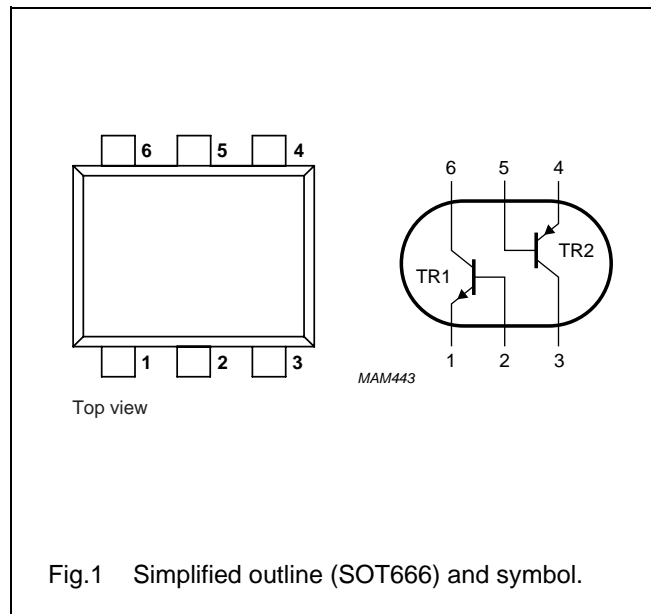 6 5 4
1 2 3
Top view
6 5 4
TR1 TR2
1 2 3
MAM443
Fig.1 Simplified outline (SOT666) and symbol.